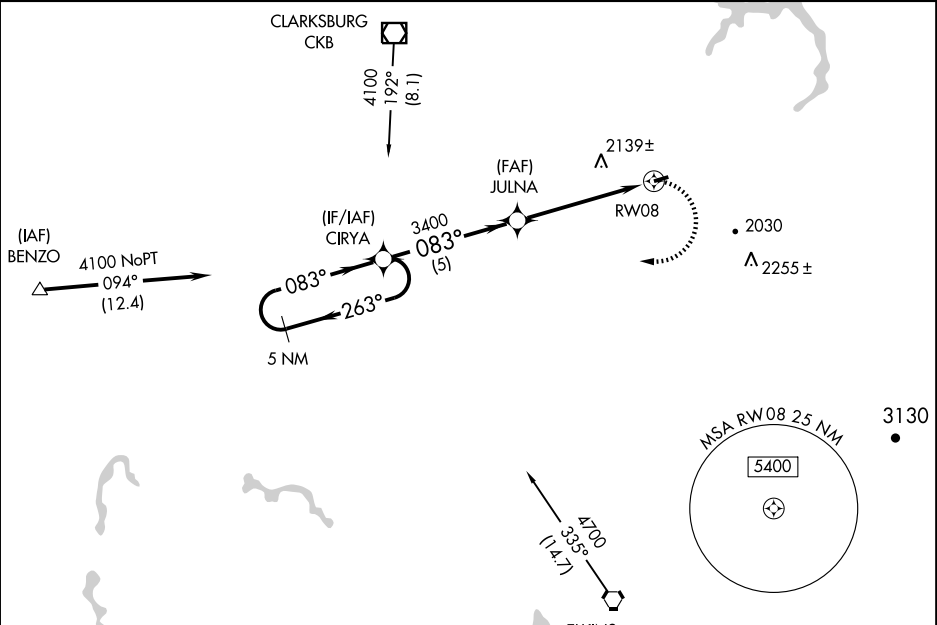 CLARKSBURG
CKB
4100
192°
(8.1)
2139±
(FAF)
JULNA
RW08
2030
2255±
(IF/IAF)
CIRYA
3400
083°
(5)
(IAF)
BENZO
4100 NoPT
094°
(12.4)
083°
263°
5 NM
MSA RW08 25 NM
5400
3130
4700
335°
(14.7)